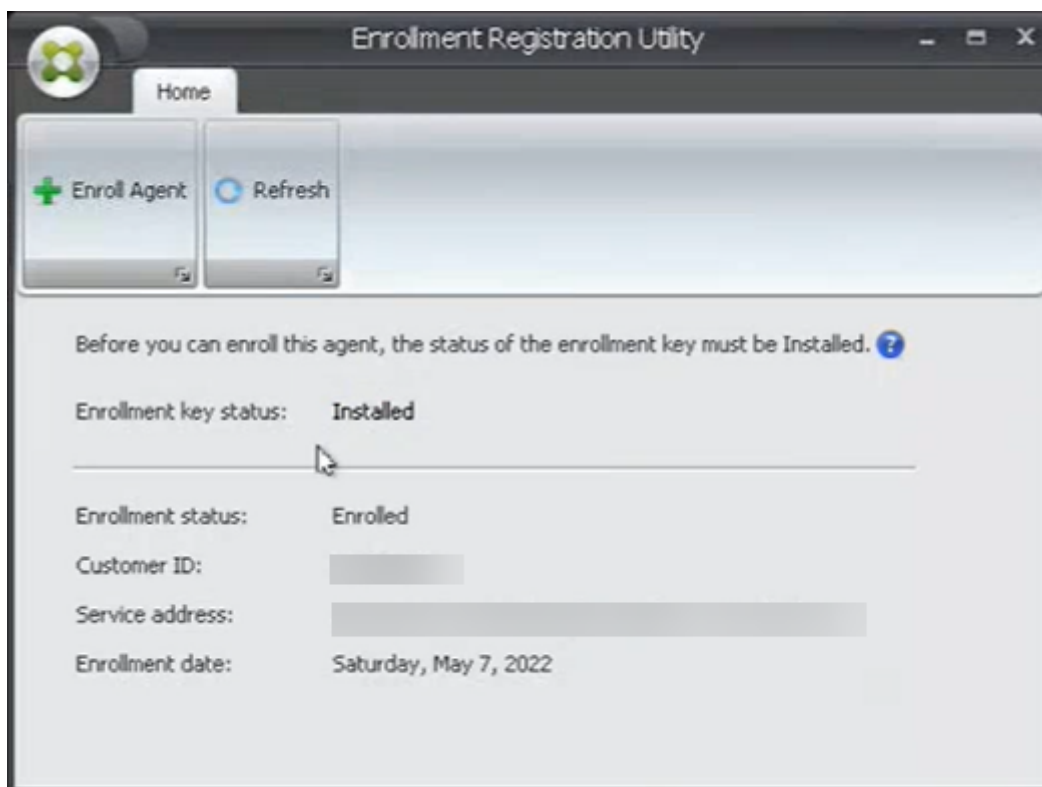 Enrollment Registration Utility
Home
Enroll Agent
Refresh
Before you can enroll this agent, the status of the enrollment key must be Installed.
Enrollment key status: Installed
Enrollment status: Enrolled
Customer ID:
Service address:
Enrollment date: Saturday, May 7, 2022